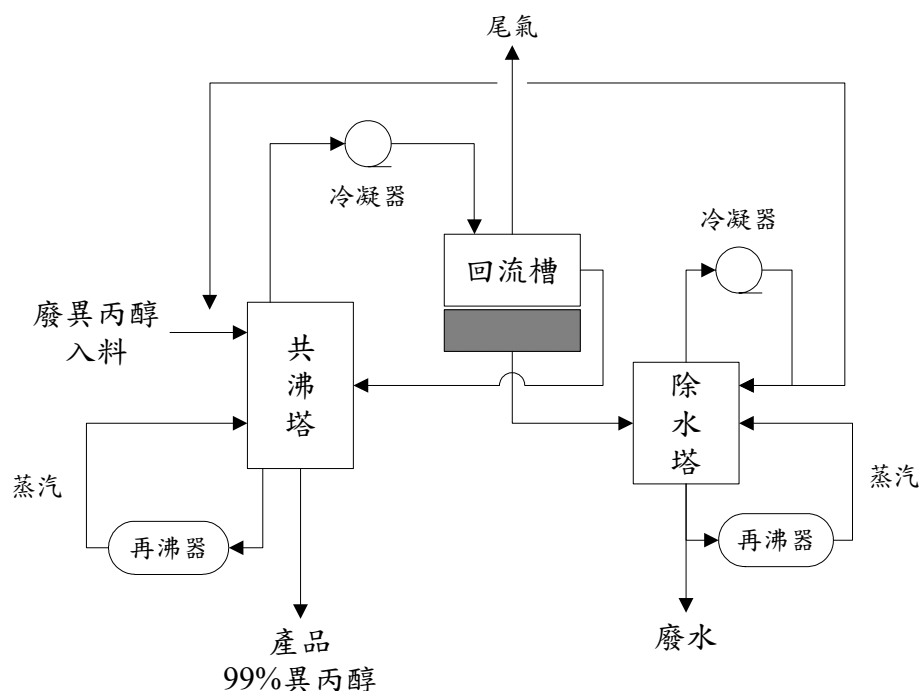 尾氣
冷凝器
冷凝器
回流槽
廢異丙醇
入料
共
沸
塔
除
水
塔
蒸汽
蒸汽
再沸器
再沸器
產品
99%異丙醇
廢水